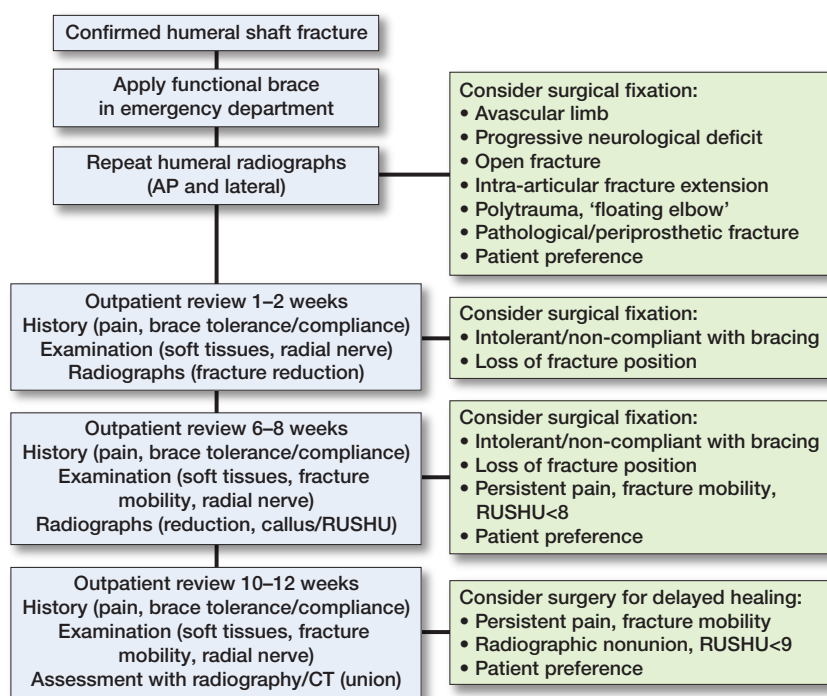 Confirmed humeral shaft fracture
Apply functional brace
in emergency department
Repeat humeral radiographs
(AP and lateral)
Consider surgical fixation:
• Avascular limb
• Progressive neurological deficit
• Open fracture
• Intra-articular fracture extension
• Polytrauma, ‘floating elbow’
• Pathological/periprosthetic fracture
• Patient preference
Outpatient review 1–2 weeks
History (pain, brace tolerance/compliance)
Examination (soft tissues, radial nerve)
Radiographs (fracture reduction)
Consider surgical fixation:
• Intolerant/non-compliant with bracing
• Loss of fracture position
Outpatient review 6–8 weeks
History (pain, brace tolerance/compliance)
Examination (soft tissues, fracture
mobility, radial nerve)
Radiographs (reduction, callus/RUSHU)
Consider surgical fixation:
• Intolerant/non-compliant with bracing
• Loss of fracture position
• Persistent pain, fracture mobility,
RUSHU<8
• Patient preference
Outpatient review 10–12 weeks
History (pain, brace tolerance/compliance)
Examination (soft tissues, fracture
mobility, radial nerve)
Assessment with radiography/CT (union)
Consider surgery for delayed healing:
• Persistent pain, fracture mobility
• Radiographic nonunion, RUSHU<9
• Patient preference